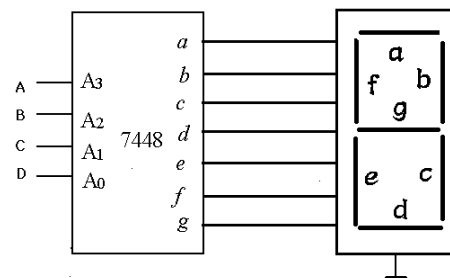 A A3 a a
B A2 b f b
C A1 7448 c g
D A0 d
e e c
f d
g